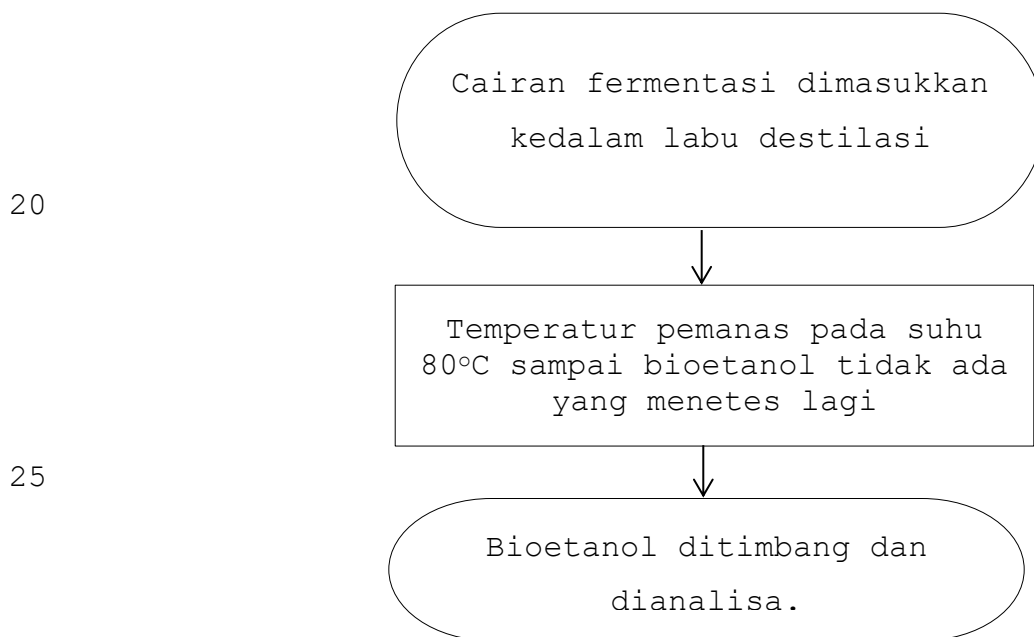 Cairan fermentasi dimasukkan
kedalam labu destilasi
20
Temperatur pemanas pada suhu
80°C sampai bioetanol tidak ada
yang menetes lagi
25
Bioetanol ditimbang dan
dianalisa.